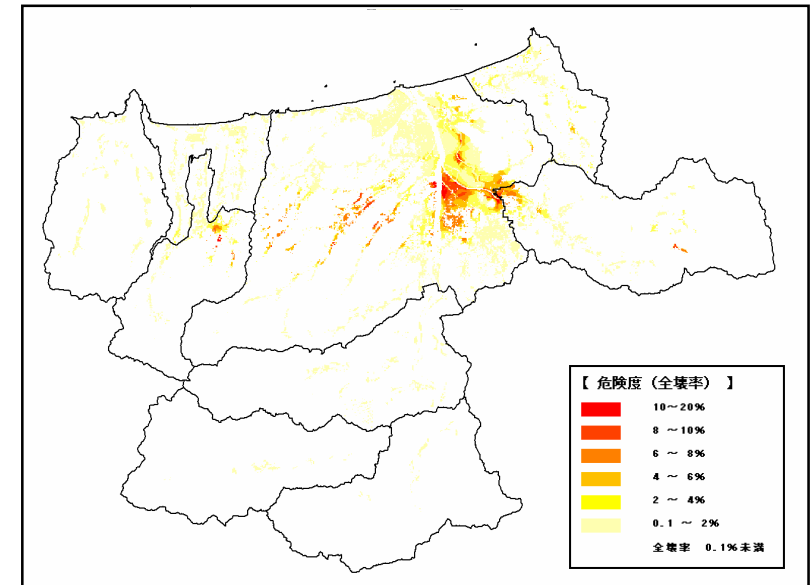 【 危険度（全壊率） 】
10～20%
8 ～10%
6 ～ 8%
4 ～ 6%
2 ～ 4%
0.1 ～ 2%
全壊率 0.1%未満